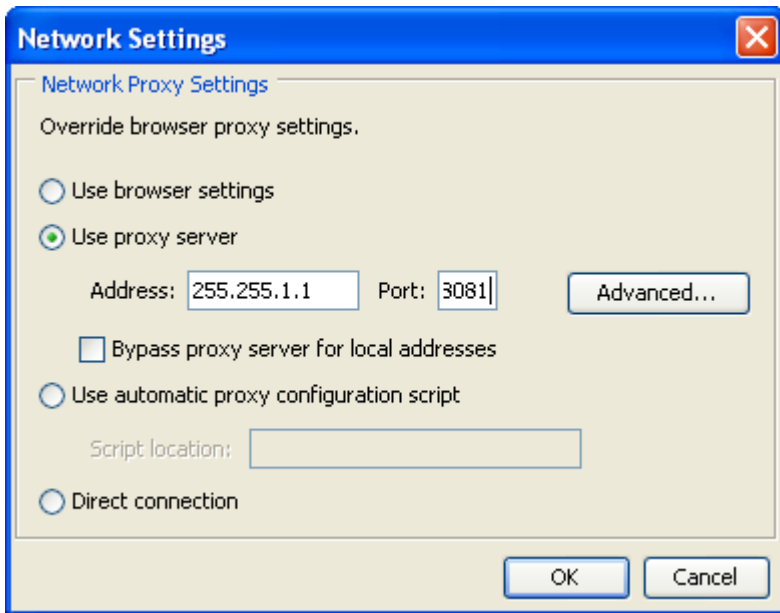 Network Settings
Network Proxy Settings
Override browser proxy settings.
Use browser settings
Use proxy server
Address: 255.255.1.1 Port: 3081 Advanced...
Bypass proxy server for local addresses
Use automatic proxy configuration script
Script location:
Direct connection
OK Cancel